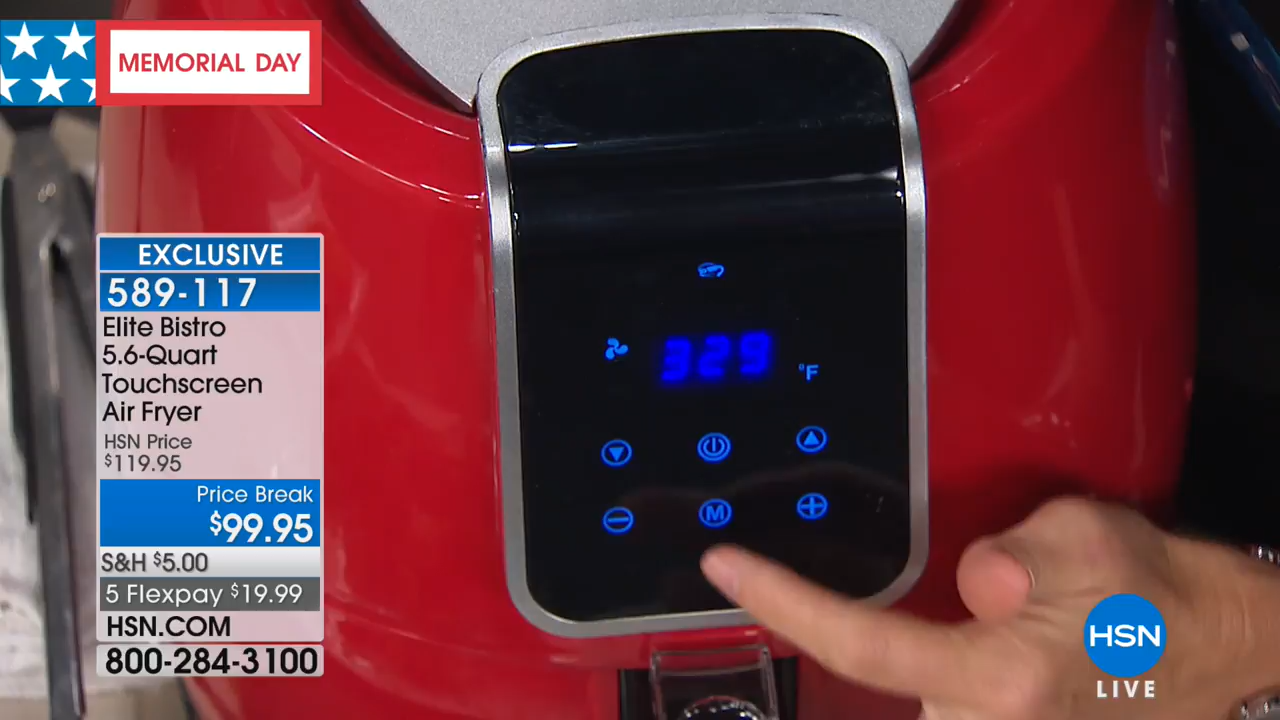 MEMORIAL DAY
EXCLUSIVE
589-117
Elite Bistro
5.6-Quart
Touchscreen
Air Fryer
HSN Price
$119.95
Price Break
$99.95
S&H $5.00
5 Flexpay $19.99
HSN.COM
800-284-3100
329
°F
M
HSN
LIVE